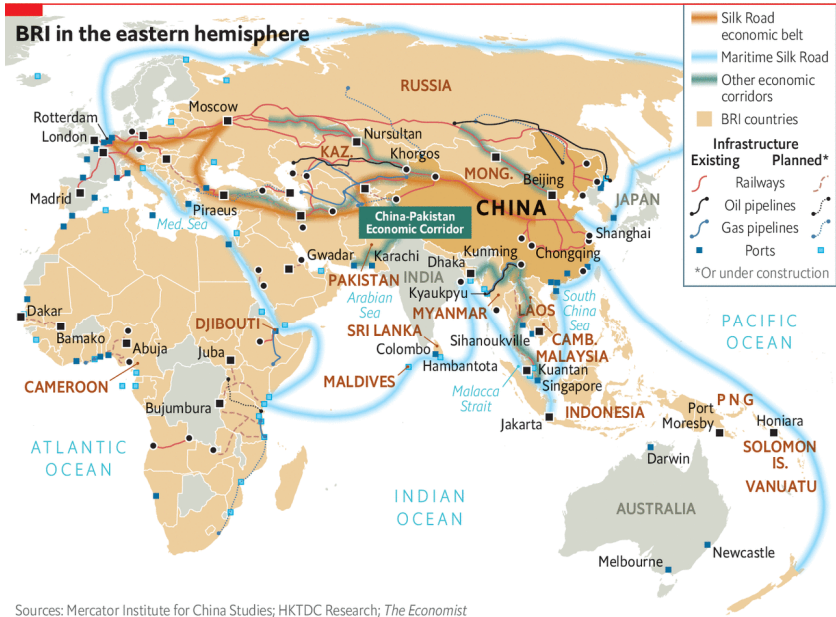 BRI in the eastern hemisphere
Silk Road
economic belt
Maritime Silk Road
Other economic
corridors
BRI countries
Infrastructure
Existing Planned*
Railways
Oil pipelines
Gas pipelines
Ports
*Or under construction
RUSSIA
Moscow
Rotterdam
London
Nursultan
KAZ.
Khorgos
MONG.
Beijing
JAPAN
Madrid
Piraeus
Med. Sea
CHINA
China-Pakistan
Economic Corridor
Shanghai
Gwadar
Karachi
Dhaka
Kunming
Chongqing
PAKISTAN
INDIA
Arabian
Sea
Kyaukpyu
MYANMAR
LAOS
South
China
Sea
Dakar
Bamako
Abuja
DJIBOUTI
Juba
SRI LANKA
Colombo
Sihanoukville
CAMB.
MALAYSIA
PACIFIC
OCEAN
CAMEROON
MALDIVES
Hambantota
Kuantan
Singapore
Malacca
Strait
Bujumbura
Jakarta
INDONESIA
PNG
Port
Moresby
Honiara
SOLOMON
IS.
VANUATU
ATLANTIC
OCEAN
INDIAN
OCEAN
Darwin
AUSTRALIA
Newcastle
Melbourne
Sources: Mercator Institute for China Studies; HKTDC Research; The Economist